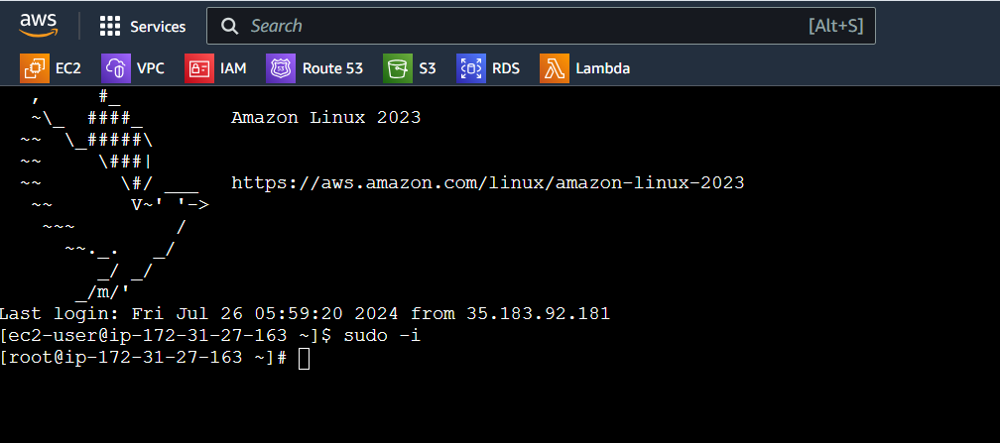 aws Services Search [Alt+S]
EC2 VPC IAM Route 53 S3 RDS Lambda
   ,     #_
   ~\_  ####_        Amazon Linux 2023
  ~~  \_#####\
  ~~     \###|
  ~~       \#/ ___   https://aws.amazon.com/linux/amazon-linux-2023
   ~~       V~' '->
    ~~~         /
      ~~._.   _/
         _/ _/
       _/m/'
Last login: Fri Jul 26 05:59:20 2024 from 35.183.92.181
[ec2-user@ip-172-31-27-163 ~]$ sudo -i
[root@ip-172-31-27-163 ~]#